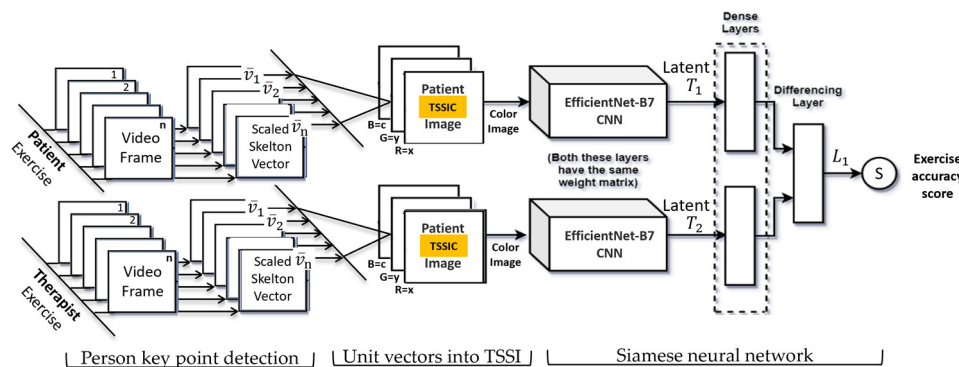 Dense
Layers
1
2
n
Video
Frame
v̄1
v̄2
v̄n
Scaled
Skelton
Vector
Patient
Exercise
Patient
TSSIC
Image
B=c
G=y
R=x
Color
Image
EfficientNet-B7
CNN
Latent
T1
Differencing
Layer
(Both these layers
have the same
weight matrix)
L1
S
Exercise
accuracy
score
1
2
n
Video
Frame
v̄1
v̄2
v̄n
Scaled
Skelton
Vector
Therapist
Exercise
Patient
TSSIC
Image
B=c
G=y
R=x
Color
Image
EfficientNet-B7
CNN
Latent
T2
Person key point detection
Unit vectors into TSSI
Siamese neural network